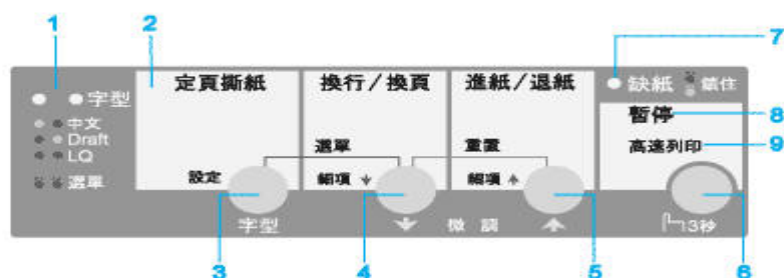 1
2
7
定頁撕紙
換行/換頁
進紙/退紙
缺紙
鎖住
字型
暫停
8
中文
Draft
高速列印
9
LQ
選單
重置
選單
設定
細項
細項
字型
微調
3秒
3
4
5
6